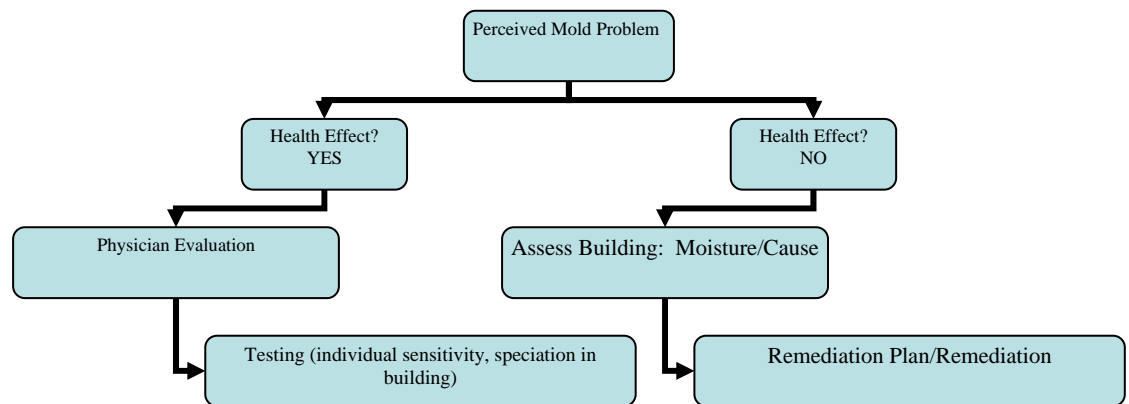 Perceived Mold Problem
Health Effect?
YES
Health Effect?
NO
Physician Evaluation
Assess Building: Moisture/Cause
Testing (individual sensitivity, speciation in
building)
Remediation Plan/Remediation